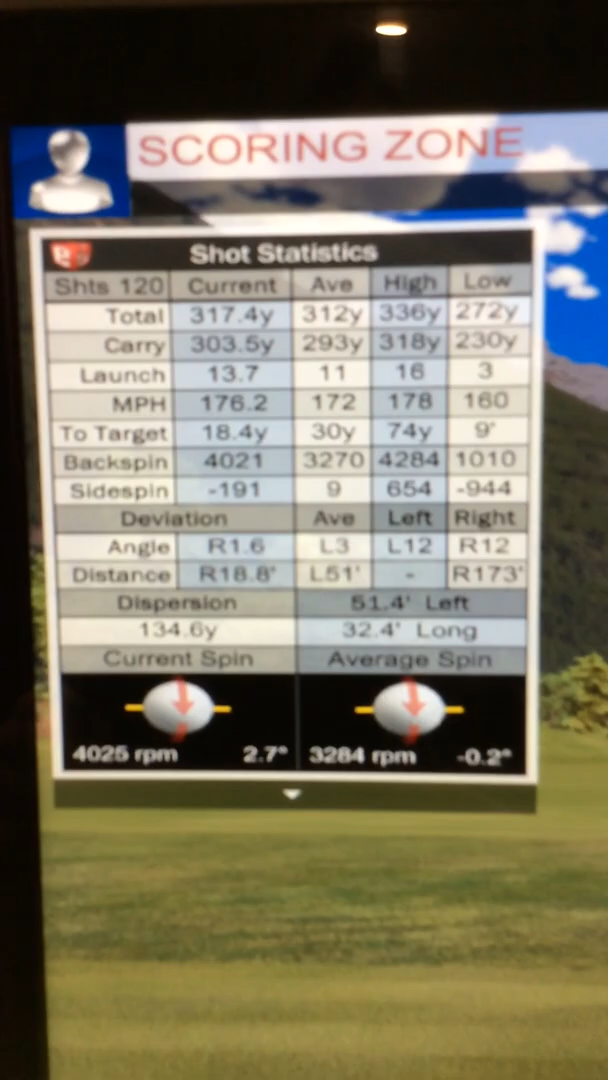 SCORING ZONE
Shot Statistics
Shts 120 Current Ave High Low
Total 317.4y 312y 336y 272y
Carry 303.5y 293y 318y 230y
Launch 13.7 11 16 3
MPH 176.2 172 178 160
To Target 18.4y 30y 74y 9'
Backspin 4021 3270 4284 1010
Sidespin -191 9 654 -944
Deviation Ave Left Right
Angle R1.6 L3 L12 R12
Distance R18.8' L51' - R173'
Dispersion 51.4' Left
134.6y 32.4' Long
Current Spin Average Spin
4025 rpm 2.7° 3284 rpm -0.2°